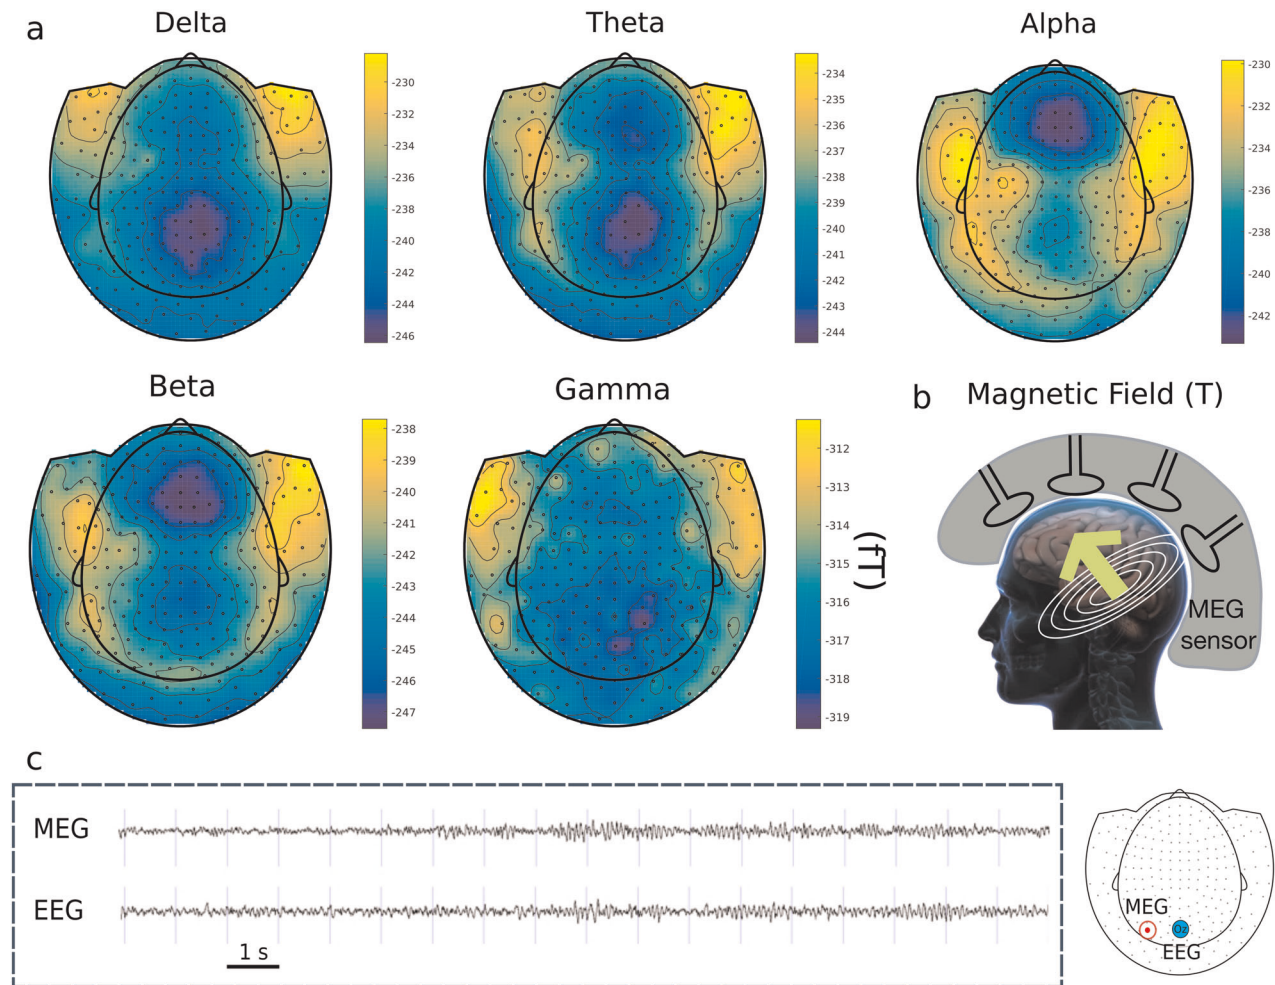 a
Delta
-230
-232
-234
-236
-238
-240
-242
-244
-246
Theta
-234
-235
-236
-237
-238
-239
-240
-241
-242
-243
-244
Alpha
-230
-232
-234
-236
-238
-240
-242
Beta
-238
-239
-240
-241
-242
-243
-244
-245
-246
-247
Gamma
-312
-313
-314
-315
-316
-317
-318
-319
(fT)
b
Magnetic Field (T)
MEG
sensor
c
MEG
EEG
1 s
MEG
Oz
EEG